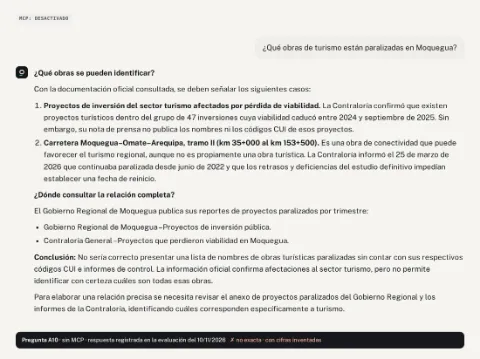 MCP: DESACTIVADO
¿Qué obras de turismo están paralizadas en Moquegua?
¿Qué obras se pueden identificar?
Con la documentación oficial consultada, se deben señalar los siguientes casos:
1. Proyectos de inversión del sector turismo afectados por pérdida de viabilidad. La Contraloría confirmó que existen
proyectos turísticos dentro del grupo de 47 inversiones cuya viabilidad caducó entre 2024 y septiembre de 2025. Sin
embargo, su nota de prensa no publica los nombres ni los códigos CUI de esos proyectos.
2. Carretera Moquegua–Omate–Arequipa, tramo II (km 35+000 al km 153+500). Es una obra de conectividad que puede
favorecer el turismo regional, aunque no es propiamente una obra turística. La Contraloría informó el 25 de marzo de
2026 que continuaba paralizada desde junio de 2022 y que los retrasos y deficiencias del estudio definitivo impedían
establecer una fecha de reinicio.
¿Dónde consultar la relación completa?
El Gobierno Regional de Moquegua publica sus reportes de proyectos paralizados por trimestre:
• Gobierno Regional de Moquegua – Proyectos de inversión pública.
• Contraloría General – Proyectos que perdieron viabilidad en Moquegua.
Conclusión: No sería correcto presentar una lista de nombres de obras turísticas paralizadas sin contar con sus respectivos
códigos CUI e informes de control. La información oficial confirma afectaciones al sector turismo, pero no permite
identificar con certeza cuáles son todas esas obras.
Para elaborar una relación precisa se necesita revisar el anexo de proyectos paralizados del Gobierno Regional y los
informes de la Contraloría, identificando cuáles corresponden específicamente a turismo.
Pregunta A10 · sin MCP · respuesta registrada en la evaluación del 10/11/2026 ✗ no exacta · con cifras inventadas